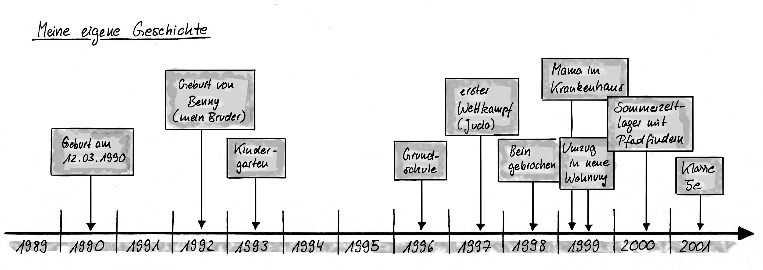 Meine eigene Geschichte
Geburt am
12.03.1990
Geburt von
Benny
(mein Bruder)
Kinder-
garten
Grund-
schule
erster
Wettkampf
(Judo)
Bein
gebrochen
Mama im
Krankenhaus
Umzug
in neue
Wohnung
Sommerzelt-
lager mit
Pfadfindern
Klasse
5e
1989 1990 1991 1992 1993 1994 1995 1996 1997 1998 1999 2000 2001